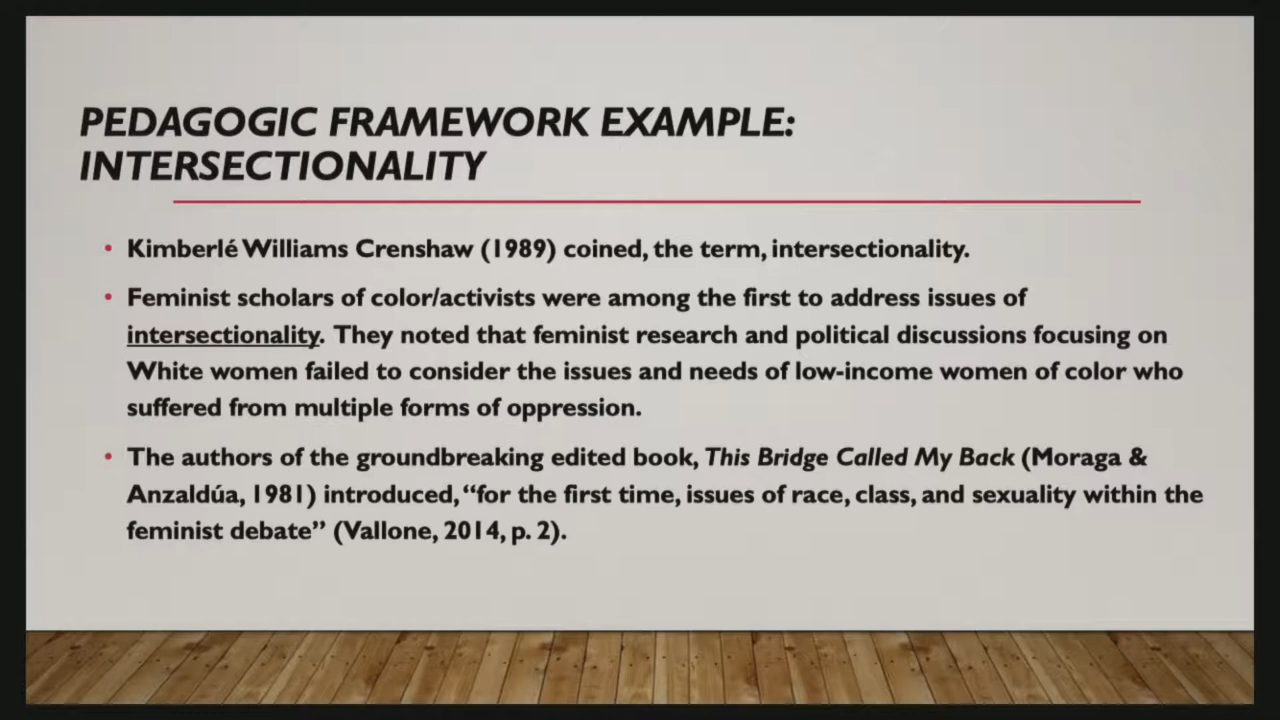 PEDAGOGIC FRAMEWORK EXAMPLE:
INTERSECTIONALITY
• Kimberlé Williams Crenshaw (1989) coined, the term, intersectionality.
• Feminist scholars of color/activists were among the first to address issues of
intersectionality. They noted that feminist research and political discussions focusing on
White women failed to consider the issues and needs of low-income women of color who
suffered from multiple forms of oppression.
• The authors of the groundbreaking edited book, This Bridge Called My Back (Moraga &
Anzaldúa, 1981) introduced, “for the first time, issues of race, class, and sexuality within the
feminist debate” (Vallone, 2014, p. 2).